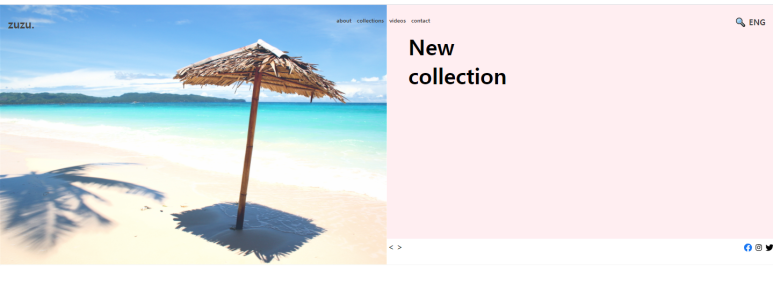 zuzu.
about collections videos contact
ENG
New
collection
< >